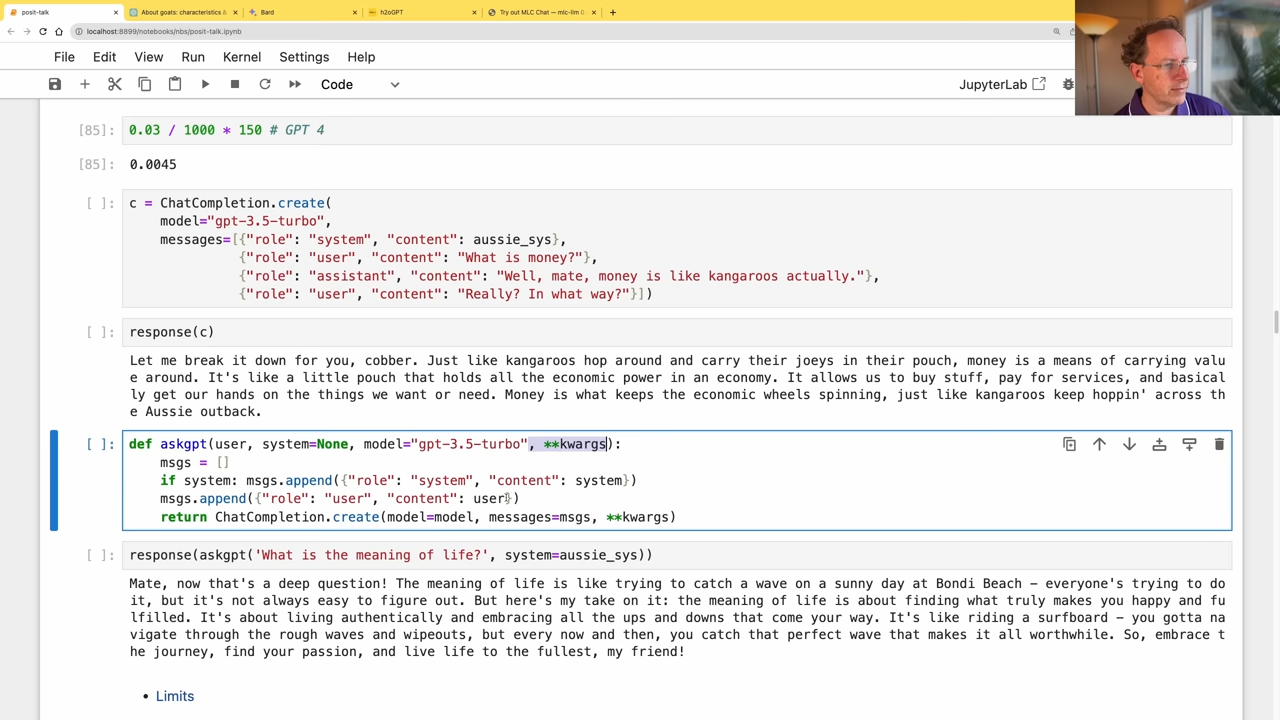 posit-talk
About goats: characteristics &
Bard
h2oGPT
Try out MLC Chat — mlc-llm 0
localhost:8899/notebooks/nbs/posit-talk.ipynb
File Edit View Run Kernel Settings Help
Code
JupyterLab
[85]: 0.03 / 1000 * 150 # GPT 4
[85]: 0.0045
[ ]: c = ChatCompletion.create(
model="gpt-3.5-turbo",
messages=[{"role": "system", "content": aussie_sys},
{"role": "user", "content": "What is money?"},
{"role": "assistant", "content": "Well, mate, money is like kangaroos actually."},
{"role": "user", "content": "Really? In what way?"}])
[ ]: response(c)
Let me break it down for you, cobber. Just like kangaroos hop around and carry their joeys in their pouch, money is a means of carrying valu
e around. It's like a little pouch that holds all the economic power in an economy. It allows us to buy stuff, pay for services, and basical
ly get our hands on the things we want or need. Money is what keeps the economic wheels spinning, just like kangaroos keep hoppin' across th
e Aussie outback.
[ ]: def askgpt(user, system=None, model="gpt-3.5-turbo", **kwargs):
msgs = []
if system: msgs.append({"role": "system", "content": system})
msgs.append({"role": "user", "content": user})
return ChatCompletion.create(model=model, messages=msgs, **kwargs)
[ ]: response(askgpt('What is the meaning of life?', system=aussie_sys))
Mate, now that's a deep question! The meaning of life is like trying to catch a wave on a sunny day at Bondi Beach – everyone's trying to do
it, but it's not always easy to figure out. But here's my take on it: the meaning of life is about finding what truly makes you happy and fu
lfilled. It's about living authentically and embracing all the ups and downs that come your way. It's like riding a surfboard – you gotta na
vigate through the rough waves and wipeouts, but every now and then, you catch that perfect wave that makes it all worthwhile. So, embrace t
he journey, find your passion, and live life to the fullest, my friend!
• Limits